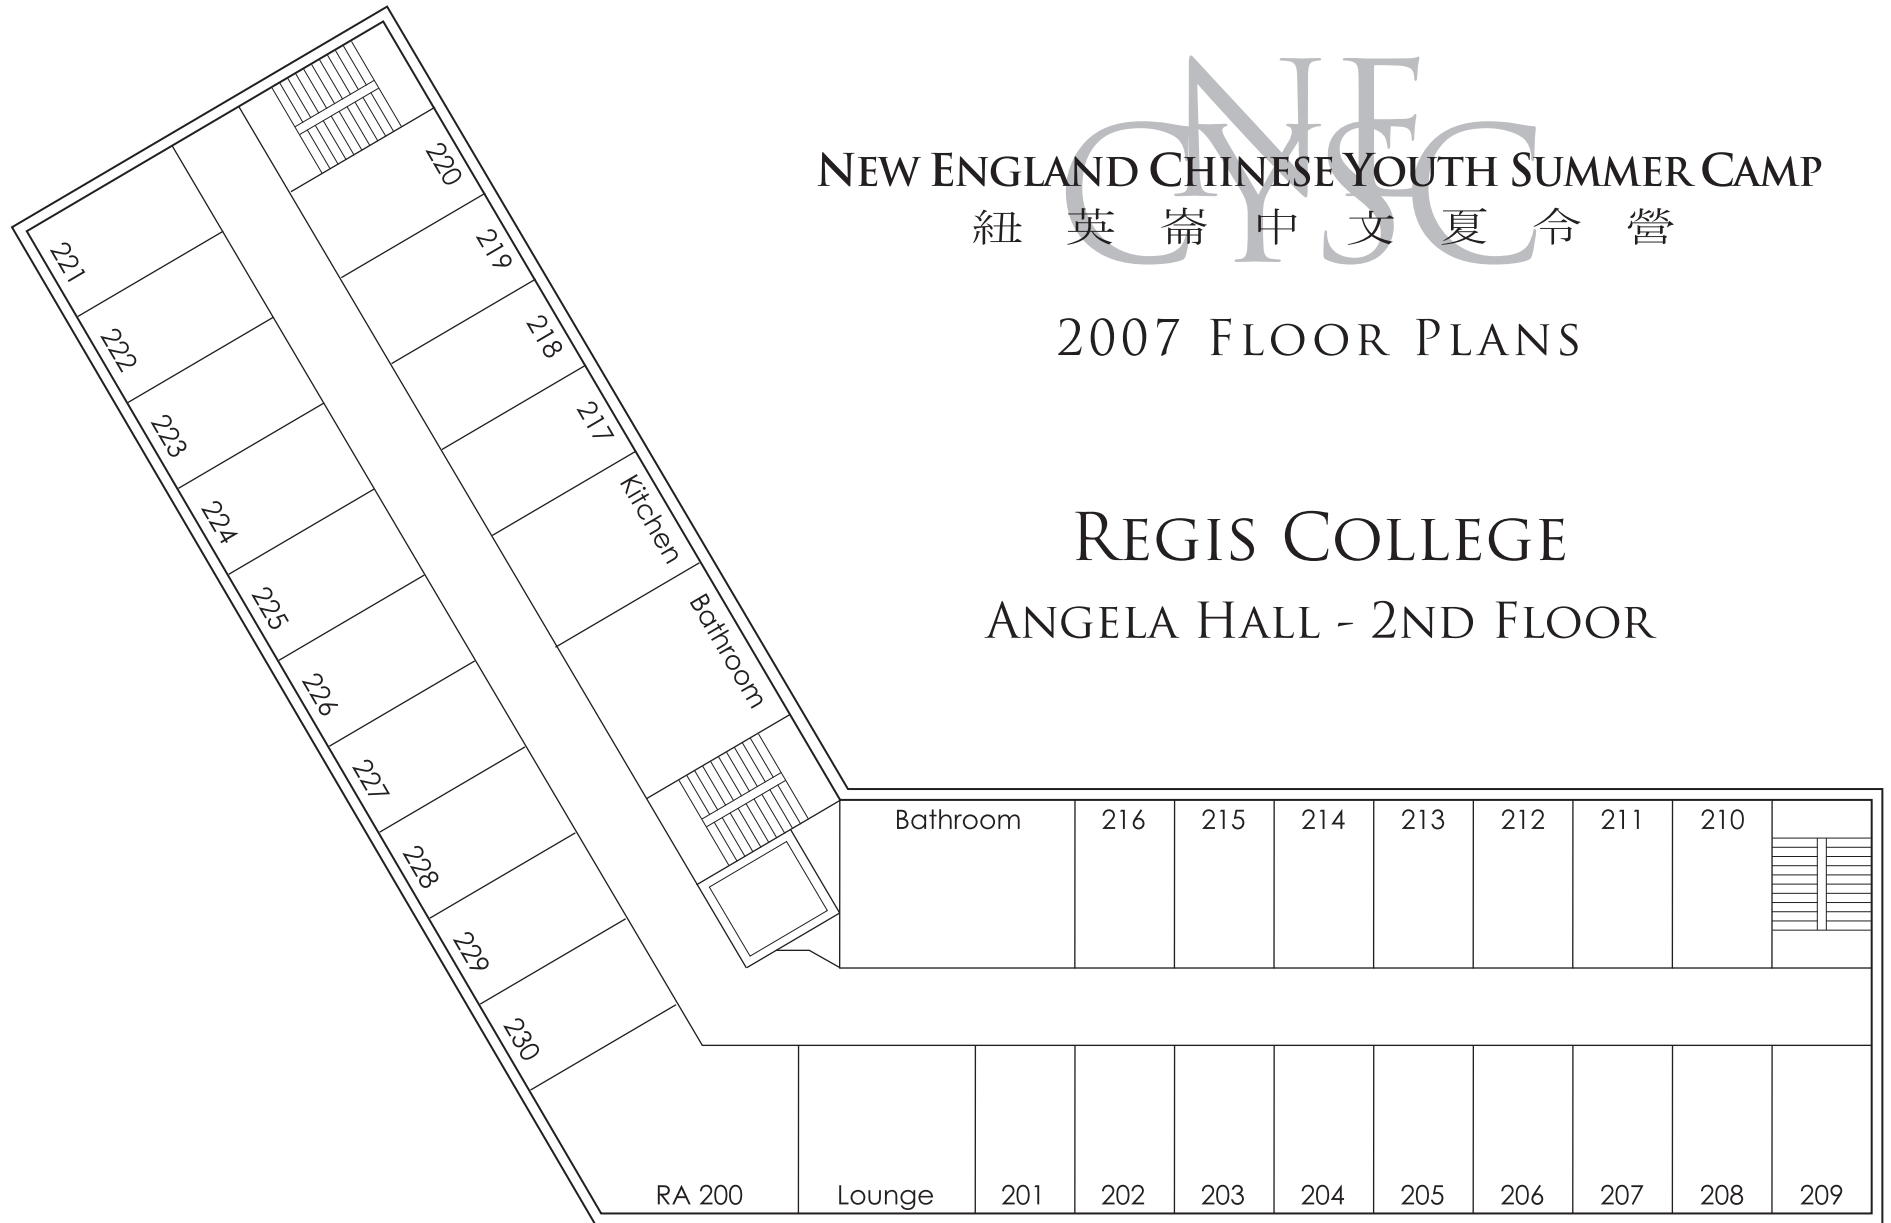 NE
CYSC
NEW ENGLAND CHINESE YOUTH SUMMER CAMP
紐英崙中文夏令營
2007 FLOOR PLANS
REGIS COLLEGE
ANGELA HALL - 2ND FLOOR
220
219
218
217
Kitchen
Bathroom
221
222
223
224
225
226
227
228
229
230
Bathroom 216 215 214 213 212 211 210
RA 200 Lounge 201 202 203 204 205 206 207 208 209